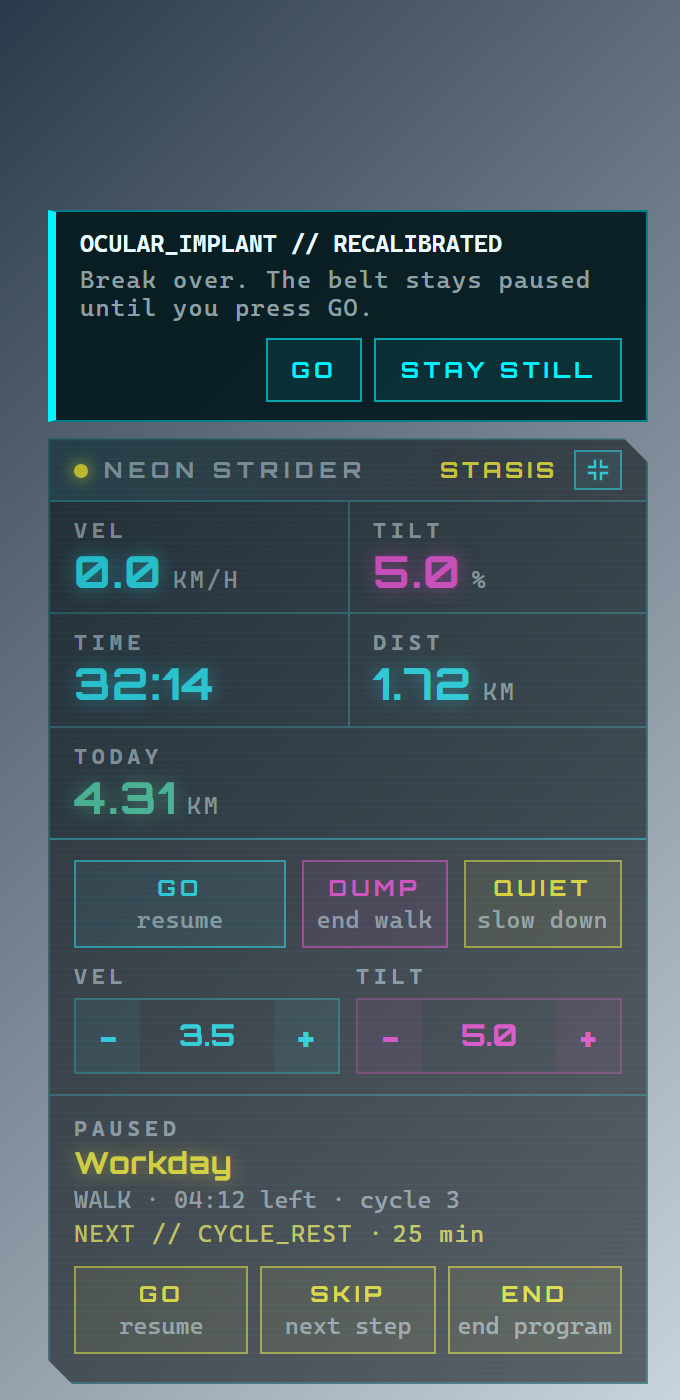 OCULAR_IMPLANT // RECALIBRATED
Break over. The belt stays paused
until you press GO.
GO STAY STILL
NEON STRIDER STASIS
VEL TILT
0.0 KM/H 5.0 %
TIME DIST
32:14 1.72 KM
TODAY
4.31 KM
GO DUMP QUIET
resume end walk slow down
VEL TILT
- 3.5 + - 5.0 +
PAUSED
Workday
WALK · 04:12 left · cycle 3
NEXT // CYCLE_REST · 25 min
GO SKIP END
resume next step end program